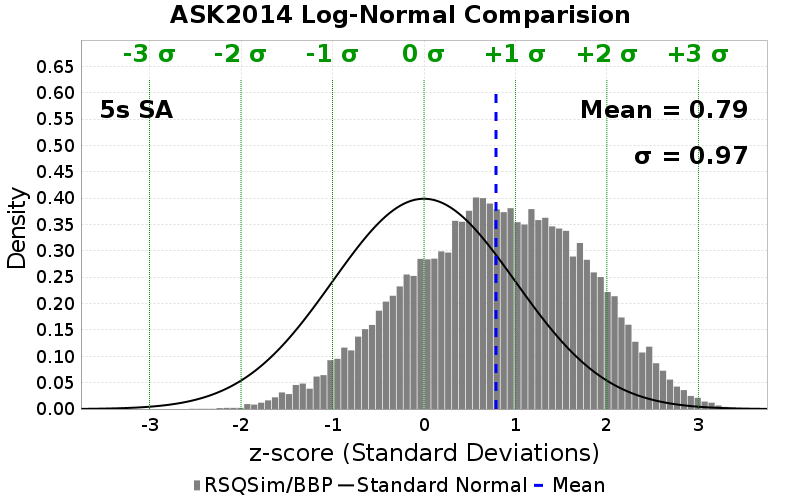 ASK2014 Log-Normal Comparision
-3 σ -2 σ -1 σ 0 σ +1 σ +2 σ +3 σ
5s SA
Mean = 0.79
σ = 0.97
Density
0.65
0.60
0.55
0.50
0.45
0.40
0.35
0.30
0.25
0.20
0.15
0.10
0.05
0.00
-3 -2 -1 0 1 2 3
z-score (Standard Deviations)
RSQSim/BBP Standard Normal Mean